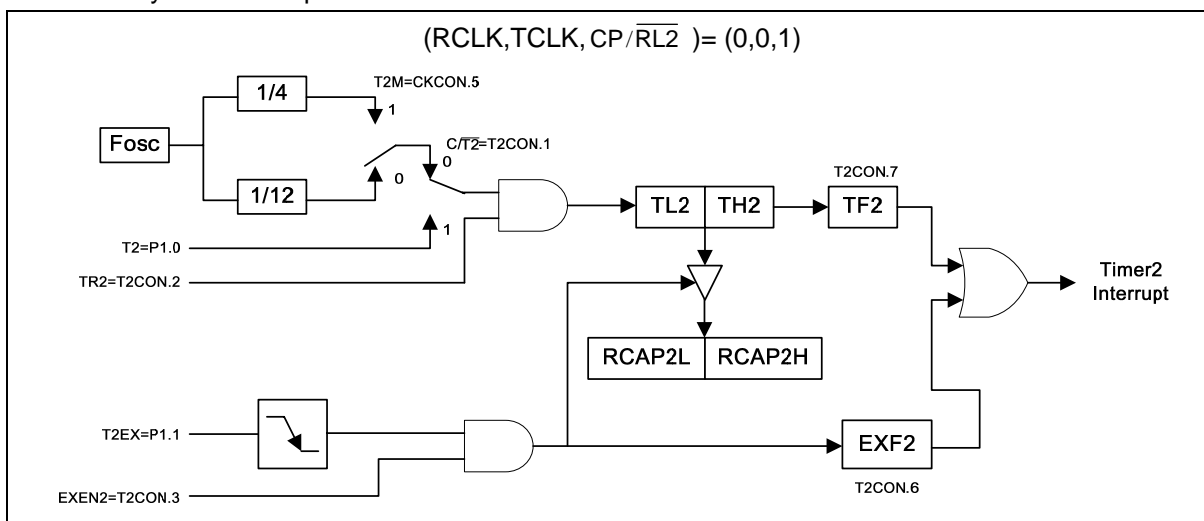 (RCLK,TCLK, CP/RL2 )= (0,0,1)
1/4
T2M=CKCON.5
1
Fosc
C/T2=T2CON.1
0
0
1/12
T2CON.7
TL2 TH2
TF2
1
T2=P1.0
TR2=T2CON.2
Timer2
Interrupt
RCAP2L RCAP2H
T2EX=P1.1
EXF2
EXEN2=T2CON.3
T2CON.6